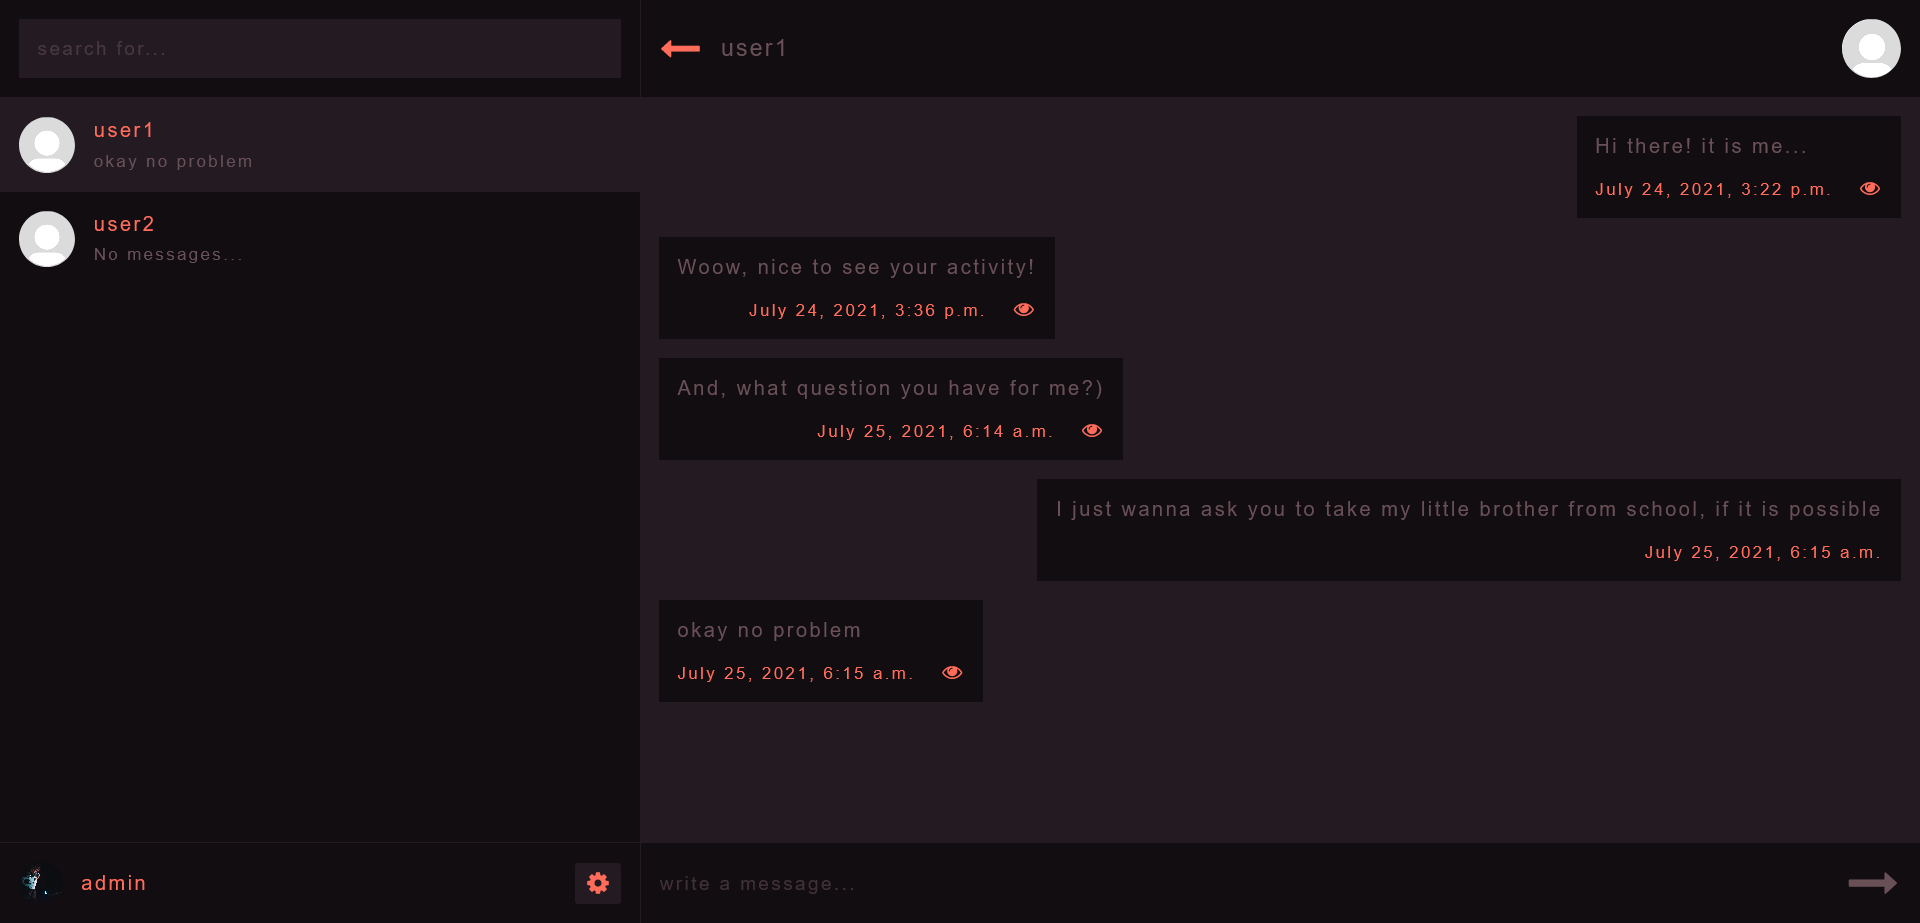 search for...
user1
okay no problem
user2
No messages...
admin
user1
Hi there! it is me...
July 24, 2021, 3:22 p.m.
Woow, nice to see your activity!
July 24, 2021, 3:36 p.m.
And, what question you have for me?)
July 25, 2021, 6:14 a.m.
I just wanna ask you to take my little brother from school, if it is possible
July 25, 2021, 6:15 a.m.
okay no problem
July 25, 2021, 6:15 a.m.
write a message...